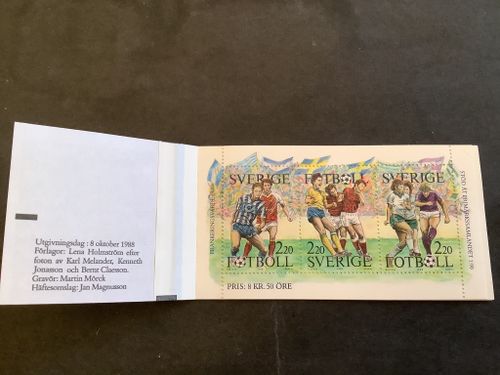 Utgivningsdag : 8 oktober 1988
Förlagor: Lena Holmström efter
foton av Karl Melander, Kenneth
Jonasson och Bernt Claesson.
Gravör: Martin Mörck
Häftesomslag: Jan Magnusson
SVERIGE FOTBOLL SVERIGE
2.20 2.20 2.20
FOTBOLL SVERIGE FOTBOLL
PRIS: 8 KR. 50 ÖRE